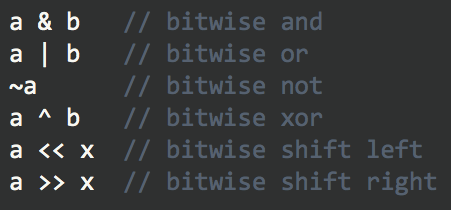 a & b   // bitwise and
a | b   // bitwise or
~a      // bitwise not
a ^ b   // bitwise xor
a << x  // bitwise shift left
a >> x  // bitwise shift right